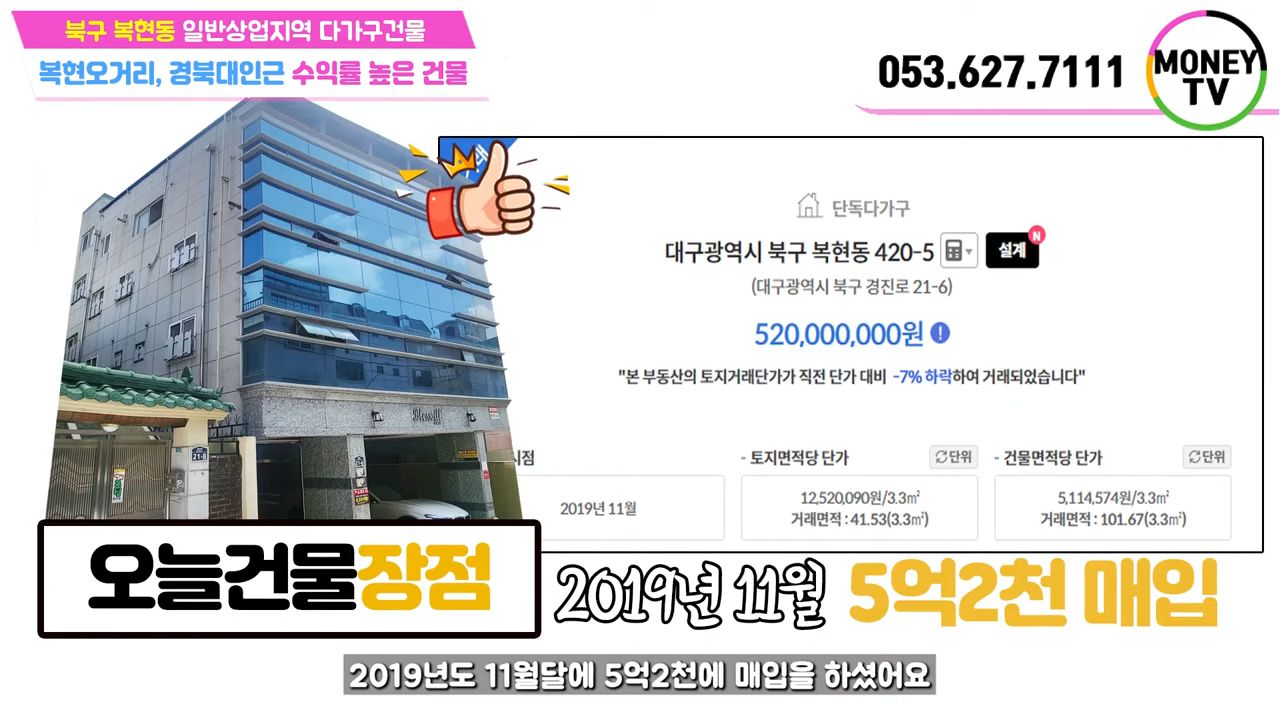 북구 복현동 일반상업지역 다가구건물
복현오거리, 경북대인근 수익률 높은 건물
053.627.7111
MONEY
TV
단독다가구
대구광역시 북구 복현동 420-5
설계
N
(대구광역시 북구 경진로 21-6)
520,000,000원
"본 부동산의 토지거래단가가 직전 단가 대비 -7% 하락하여 거래되었습니다"
시점
- 토지면적당 단가
단위
- 건물면적당 단가
단위
2019년 11월
12,520,090원/3.3㎡
거래면적 : 41.53(3.3㎡)
5,114,574원/3.3㎡
거래면적 : 101.67(3.3㎡)
21-8
오늘건물장점
2019년 11월 5억2천 매입
2019년도 11월달에 5억2천에 매입을 하셨어요